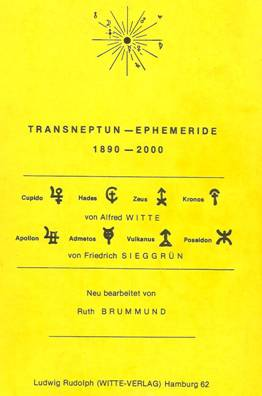 TRANSNEPTUN — EPHEMERIDE
1890 — 2000
Cupido Hades Zeus Kronos
von Alfred WITTE
Apollon Admetos Vulkanus Poseidon
von Friedrich SIEGGRÜN
Neu bearbeitet von
Ruth BRUMMUND
Ludwig Rudolph (WITTE-VERLAG) Hamburg 62